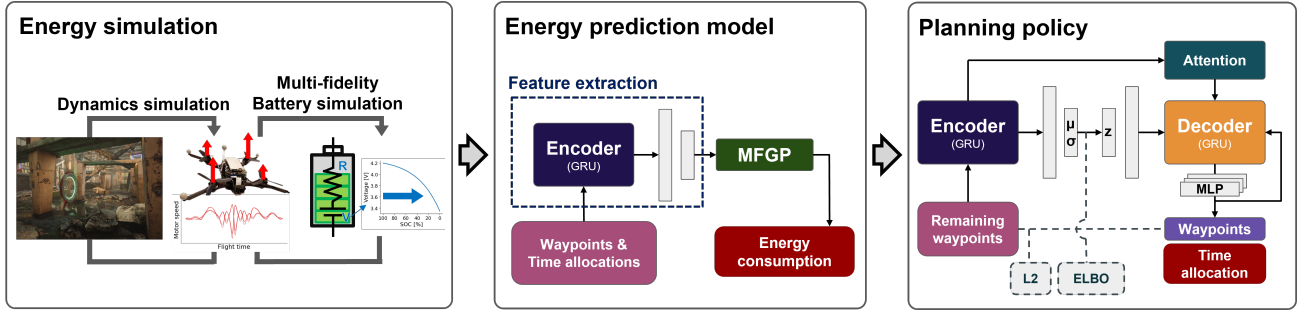 Energy simulation
Dynamics simulation
Multi-fidelity
Battery simulation
Motor speed
Flight time
R
V
Voltage [V]
4.2
4.0
3.8
3.6
3.4
100 80 60 40 20 0
SOC [%]
Energy prediction model
Feature extraction
Encoder
(GRU)
MFGP
Waypoints &
Time allocations
Energy
consumption
Planning policy
Attention
Encoder
(GRU)
μ
σ
z
Decoder
(GRU)
MLP
Remaining
waypoints
Waypoints
Time
allocation
L2
ELBO